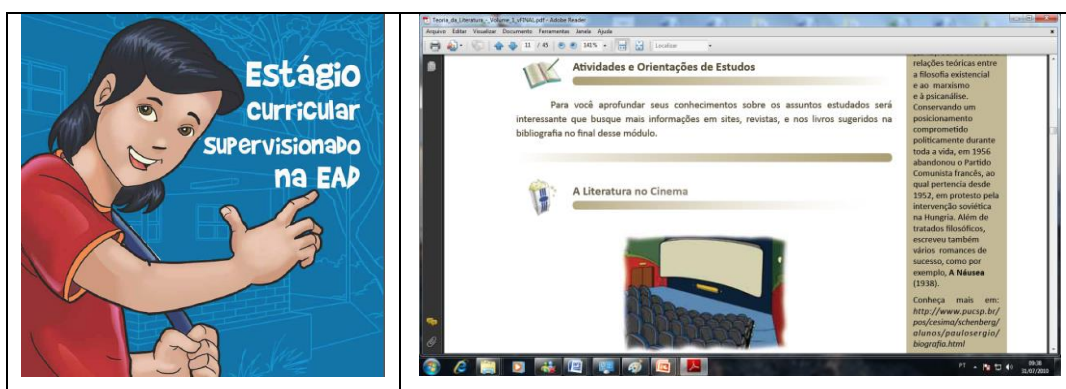 Estágio
curricular
supervisionado
na EAD
Teoria_da_Literatura_-_Volume_1_vFINAL.pdf - Adobe Reader
Arquivo Editar Visualizar Documento Ferramentas Janela Ajuda
11 / 45 141% Localizar
Atividades e Orientações de Estudos
Para você aprofundar seus conhecimentos sobre os assuntos estudados será
interessante que busque mais informações em sites, revistas, e nos livros sugeridos na
bibliografia no final desse módulo.
A Literatura no Cinema
relações teóricas entre
a filosofia existencial
e ao marxismo
e à psicanálise.
Conservando um
posicionamento
comprometido
politicamente durante
toda a vida, em 1956
abandonou o Partido
Comunista francês, ao
qual pertencia desde
1952, em protesto pela
intervenção soviética
na Hungria. Além de
tratados filosóficos,
escreveu também
vários romances de
sucesso, como por
exemplo, A Náusea
(1938).
Conheça mais em:
http://www.pucsp.br/
pos/cesima/schenberg/
alunos/paulosergio/
biografia.html
PT
09:38
31/07/2010